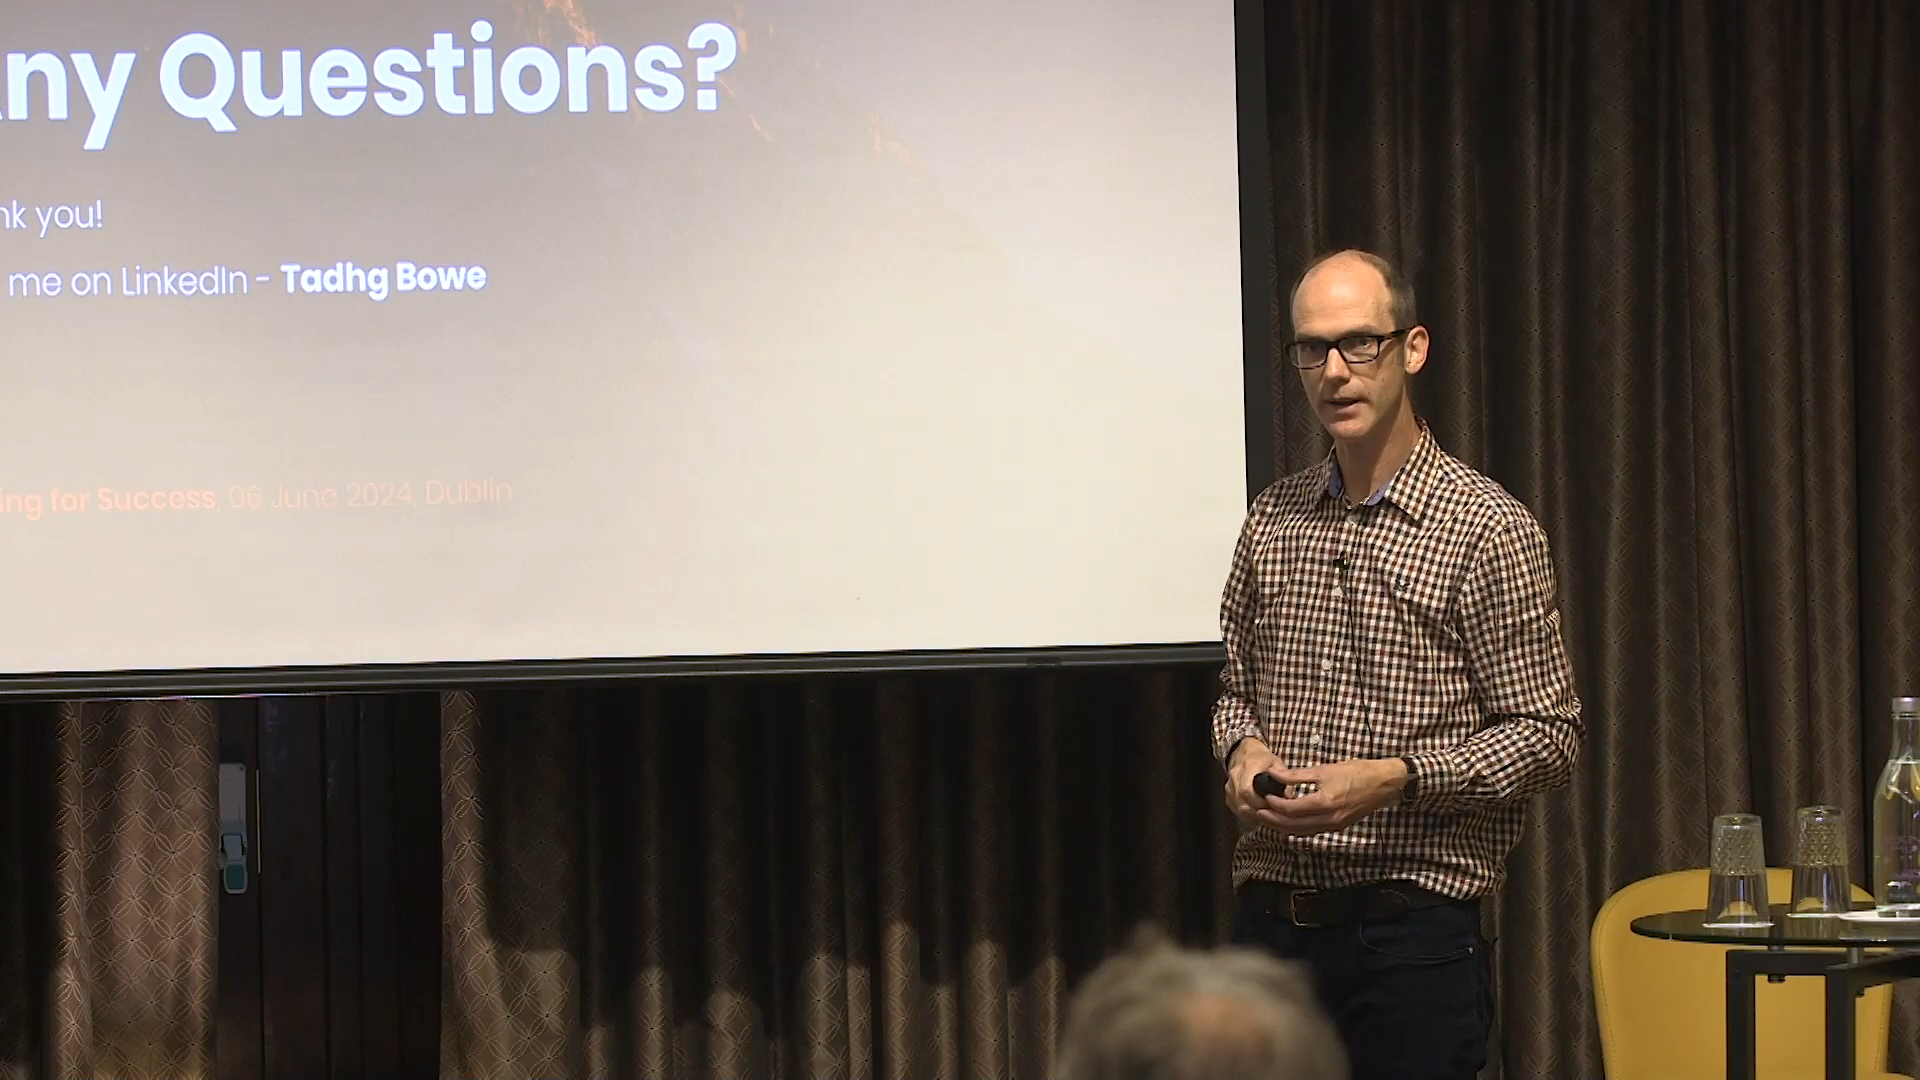 ny Questions?
nk you!
me on LinkedIn - Tadhg Bowe
ing for Success, 06 June 2024, Dublin